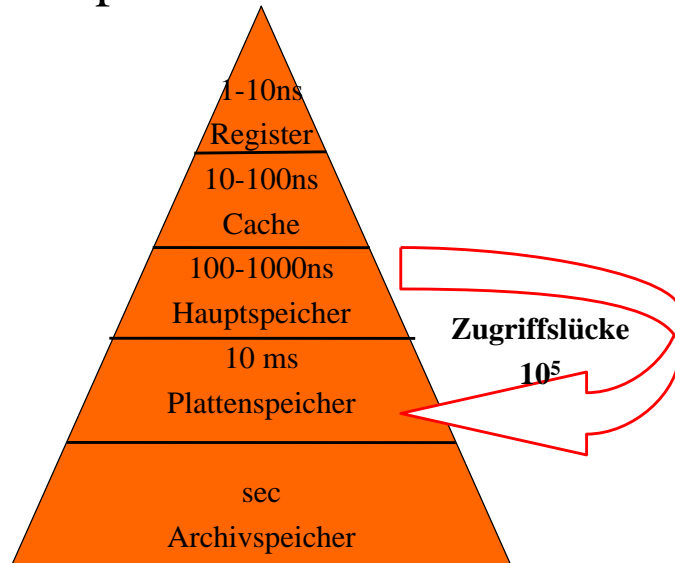 1-10ns
Register
10-100ns
Cache
100-1000ns
Hauptspeicher
Zugriffslücke
10⁵
10 ms
Plattenspeicher
sec
Archivspeicher